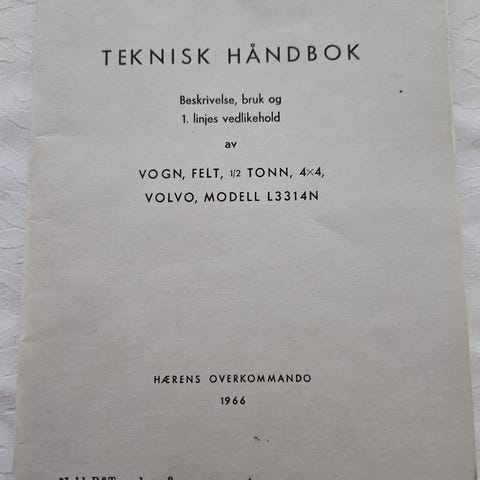 TEKNISK HÅNDBOK
Beskrivelse, bruk og
1. linjes vedlikehold
av
VOGN, FELT, 1/2 TONN, 4×4,
VOLVO, MODELL L3314N
HÆRENS OVERKOMMANDO
1966